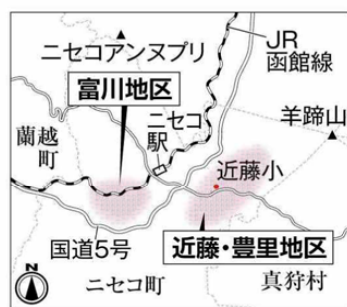 ニセコアンヌプリ
JR
函館線
富川地区
ニセコ
駅
羊蹄山
蘭越
町
近藤小
国道5号
近藤・豊里地区
N
ニセコ町
真狩村